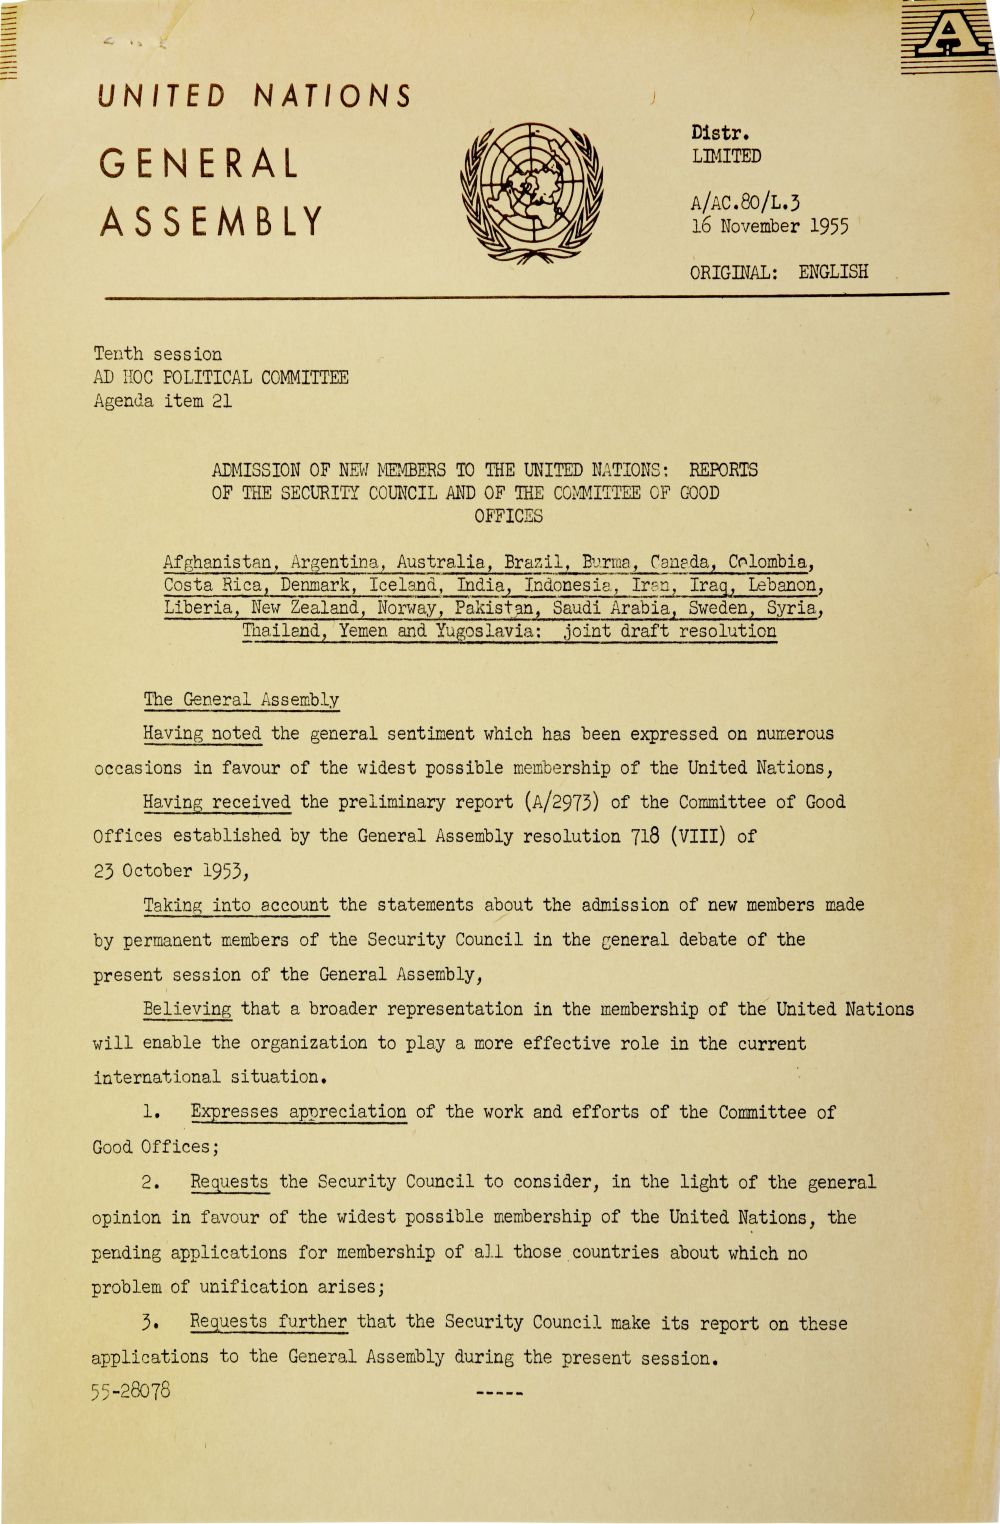 A
UNITED NATIONS
GENERAL
ASSEMBLY
Distr.
LIMITED
A/AC.80/L.3
16 November 1955
ORIGINAL: ENGLISH
Tenth session
AD HOC POLITICAL COMMITTEE
Agenda item 21
ADMISSION OF NEW MEMBERS TO THE UNITED NATIONS: REPORTS
OF THE SECURITY COUNCIL AND OF THE COMMITTEE OF GOOD
OFFICES
Afghanistan, Argentina, Australia, Brazil, Burma, Canada, Colombia,
Costa Rica, Denmark, Iceland, India, Indonesia, Iran, Iraq, Lebanon,
Liberia, New Zealand, Norway, Pakistan, Saudi Arabia, Sweden, Syria,
Thailand, Yemen and Yugoslavia: joint draft resolution
The General Assembly
Having noted the general sentiment which has been expressed on numerous
occasions in favour of the widest possible membership of the United Nations,
Having received the preliminary report (A/2973) of the Committee of Good
Offices established by the General Assembly resolution 718 (VIII) of
23 October 1953,
Taking into account the statements about the admission of new members made
by permanent members of the Security Council in the general debate of the
present session of the General Assembly,
Believing that a broader representation in the membership of the United Nations
will enable the organization to play a more effective role in the current
international situation.
1. Expresses appreciation of the work and efforts of the Committee of
Good Offices;
2. Requests the Security Council to consider, in the light of the general
opinion in favour of the widest possible membership of the United Nations, the
pending applications for membership of all those countries about which no
problem of unification arises;
3. Requests further that the Security Council make its report on these
applications to the General Assembly during the present session.
55-28078
-----